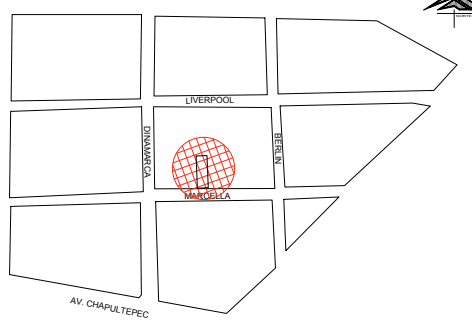 LIVERPOOL
DINAMARCA
BERLIN
MARCELLA
AV. CHAPULTEPEC